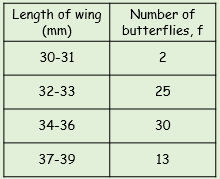 Length of wing Number of
(mm) butterflies, f
30-31 2
32-33 25
34-36 30
37-39 13